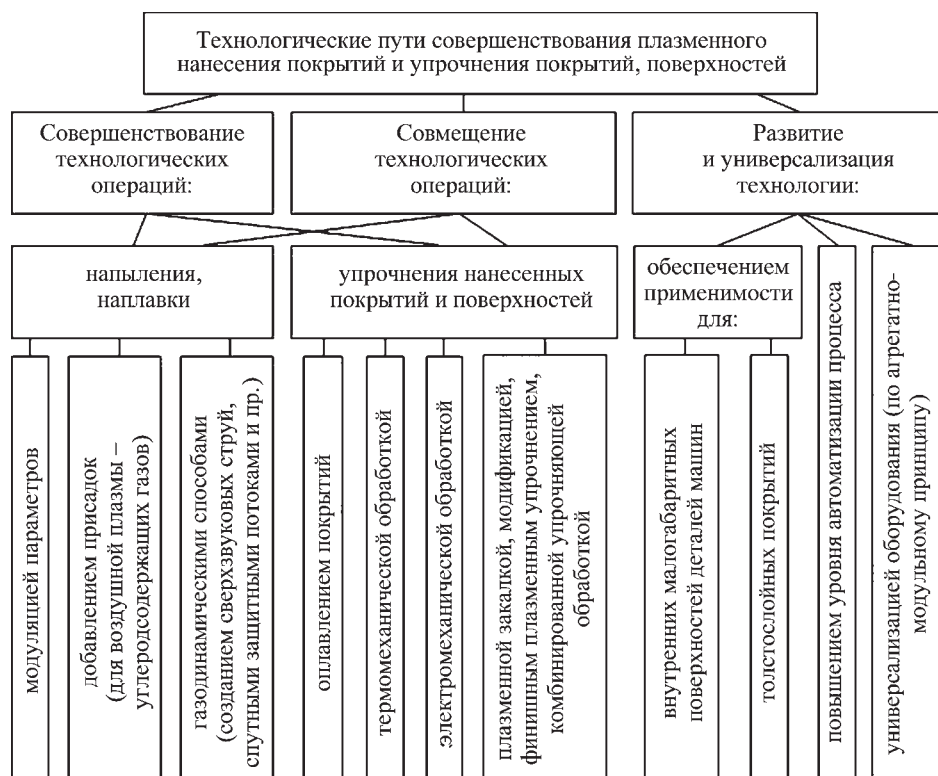 Технологические пути совершенствования плазменного
нанесения покрытий и упрочнения покрытий, поверхностей
Совершенствование
технологических
операций:
Совмещение
технологических
операций:
Развитие
и универсализация
технологии:
напыления,
наплавки
упрочнения нанесенных
покрытий и поверхностей
обеспечением
применимости
для:
повышением уровня автоматизации процесса
универсализацией оборудования (по агрегатно-
модульному принципу)
модуляцией параметров
добавлением присадок
(для воздушной плазмы –
углеродсодержащих газов)
газодинамическими способами
(созданием сверхзвуковых струй,
спутными защитными потоками и пр.)
оплавлением покрытий
термомеханической обработкой
электромеханической обработкой
плазменной закалкой, модификацией,
финишным плазменным упрочнением,
комбинированной упрочняющей
обработкой
внутренних малогабаритных
поверхностей деталей машин
толстослойных покрытий